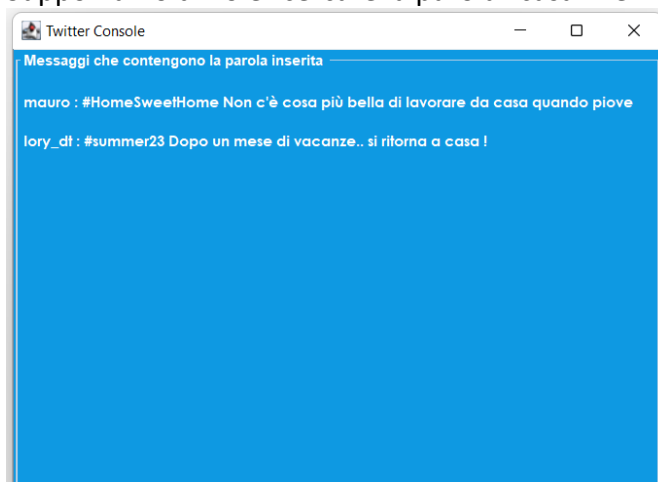 Twitter Console
Messaggi che contengono la parola inserita
mauro : #HomeSweetHome Non c'è cosa più bella di lavorare da casa quando piove
lory_dt : #summer23 Dopo un mese di vacanze.. si ritorna a casa !